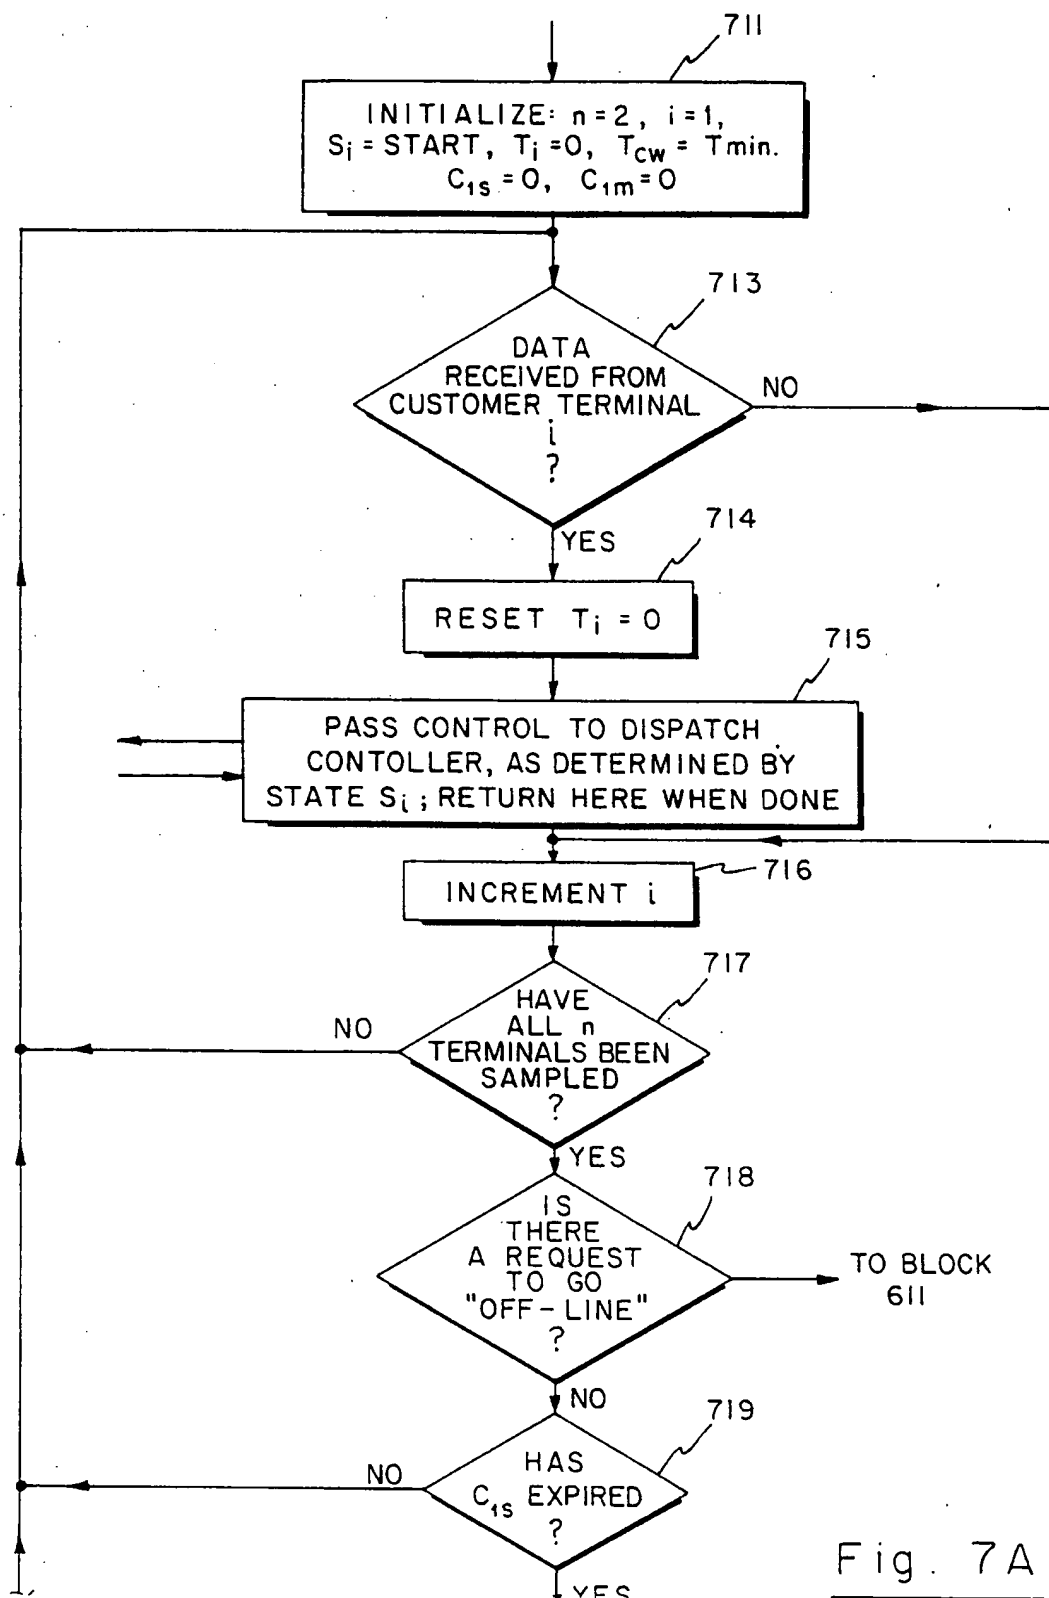 711
INITIALIZE: n=2, i=1,
Si = START, Ti=0, TCW = Tmin.
C1S=0, C1m=0
713
DATA
RECEIVED FROM
CUSTOMER TERMINAL
i
?
NO
YES
714
RESET Ti = 0
715
PASS CONTROL TO DISPATCH
CONTOLLER, AS DETERMINED BY
STATE Si; RETURN HERE WHEN DONE
716
INCREMENT i
717
HAVE
ALL n
TERMINALS BEEN
SAMPLED
?
NO
YES
718
IS
THERE
A REQUEST
TO GO
"OFF-LINE"
?
TO BLOCK
611
NO
719
HAS
C1S EXPIRED
?
NO
YES
Fig. 7A